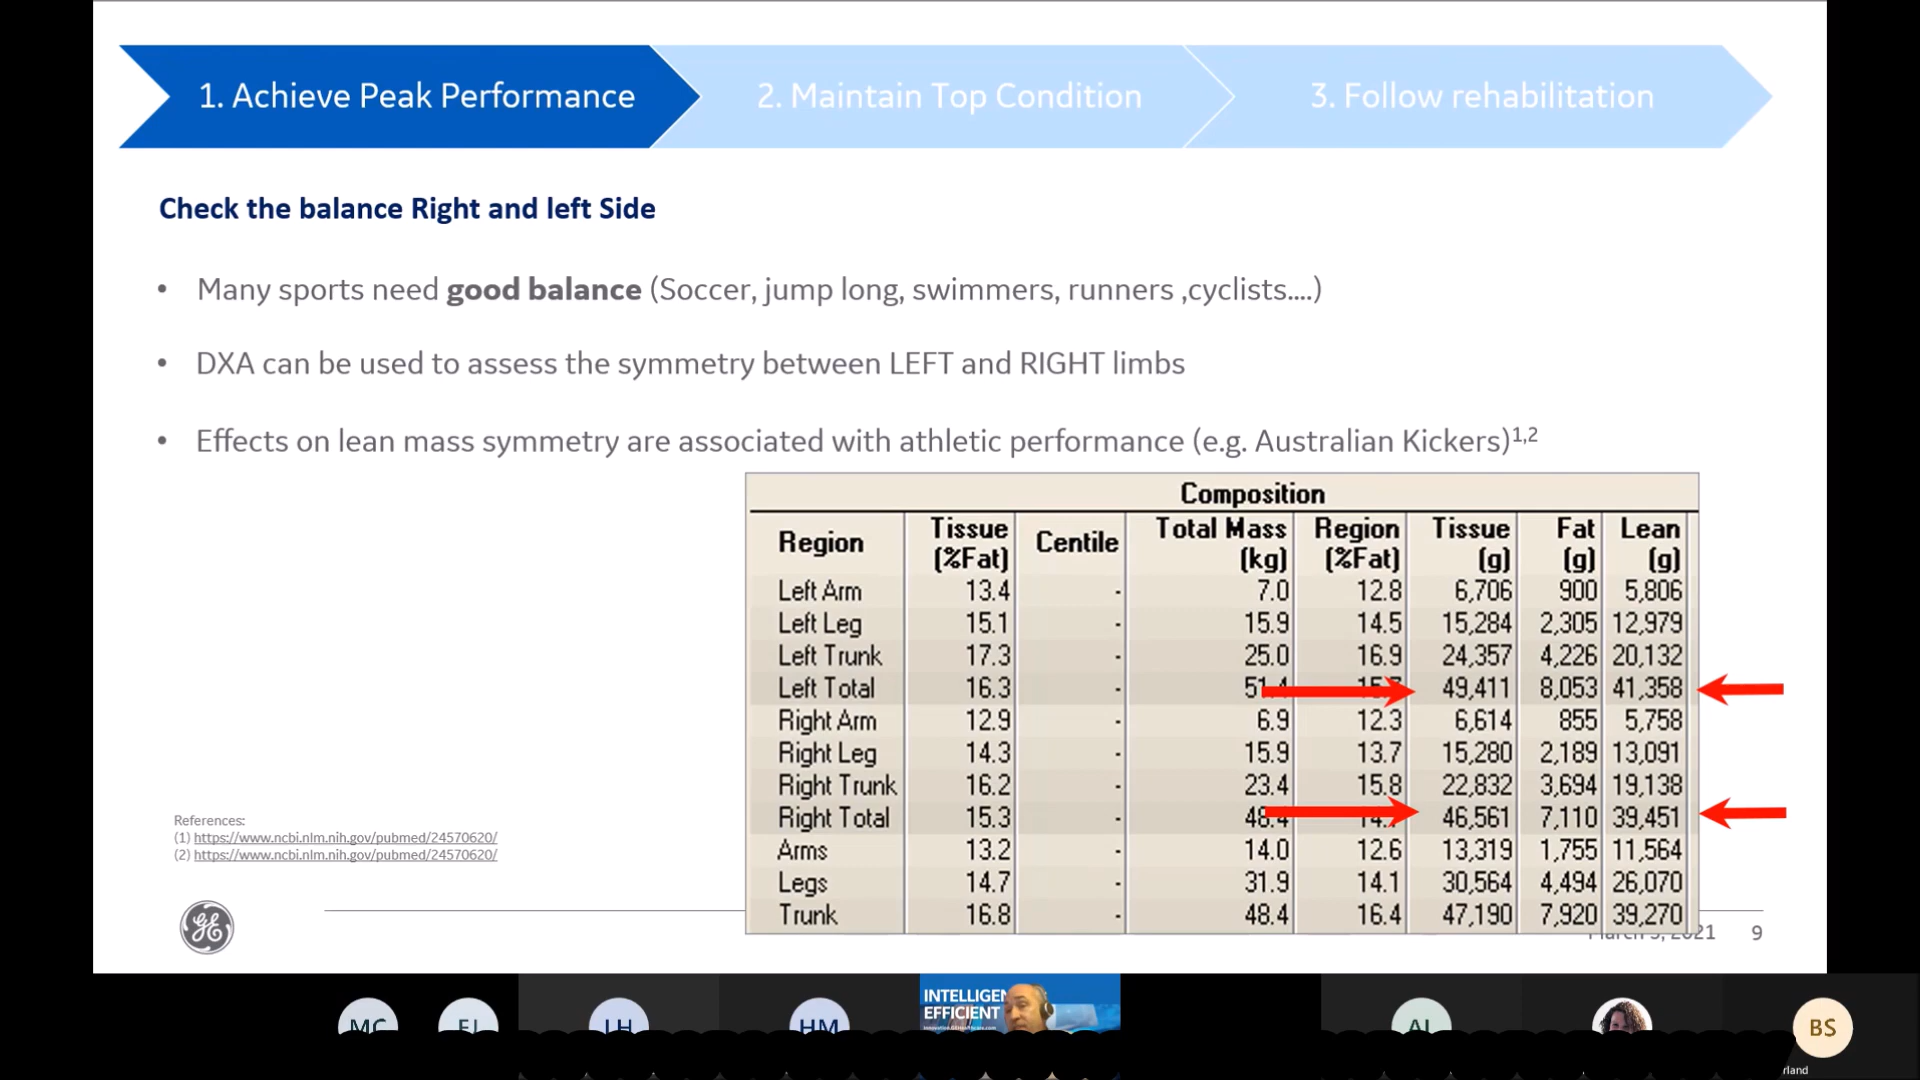 1. Achieve Peak Performance
2. Maintain Top Condition
3. Follow rehabilitation
Check the balance Right and left Side
• Many sports need good balance (Soccer, jump long, swimmers, runners ,cyclists....)
• DXA can be used to assess the symmetry between LEFT and RIGHT limbs
• Effects on lean mass symmetry are associated with athletic performance (e.g. Australian Kickers)1,2
Composition
Region Tissue (%Fat) Centile Total Mass (kg) Region (%Fat) Tissue (g) Fat (g) Lean (g)
Left Arm 13.4 - 7.0 12.8 6,706 900 5,806
Left Leg 15.1 - 15.9 14.5 15,284 2,305 12,979
Left Trunk 17.3 - 25.0 16.9 24,357 4,226 20,132
Left Total 16.3 - 49,411 8,053 41,358
Right Arm 12.9 - 6.9 12.3 6,614 855 5,758
Right Leg 14.3 - 15.9 13.7 15,280 2,189 13,091
Right Trunk 16.2 - 23.4 15.8 22,832 3,694 19,138
Right Total 15.3 - 48.4 46,561 7,110 39,451
Arms 13.2 - 14.0 12.6 13,319 1,755 11,564
Legs 14.7 - 31.9 14.1 30,564 4,494 26,070
Trunk 16.8 - 48.4 16.4 47,190 7,920 39,270
References:
(1) https://www.ncbi.nlm.nih.gov/pubmed/24570620/
(2) https://www.ncbi.nlm.nih.gov/pubmed/24570620/
GE
2021 9
MC
LH
HM
INTELLIGEN
EFFICIENT
BS
rland